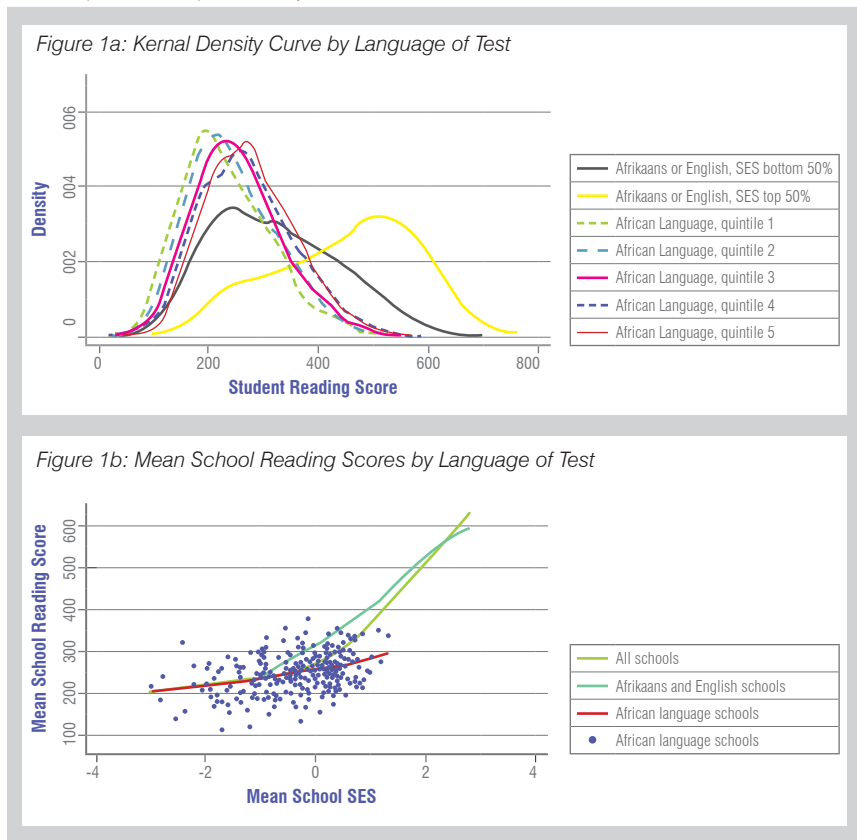 Figure 1a: Kernal Density Curve by Language of Test
Density
006
004
002
0
0 200 400 600 800
Student Reading Score
Afrikaans or English, SES bottom 50%
Afrikaans or English, SES top 50%
African Language, quintile 1
African Language, quintile 2
African Language, quintile 3
African Language, quintile 4
African Language, quintile 5
Figure 1b: Mean School Reading Scores by Language of Test
Mean School Reading Score
600
500
400
300
200
100
-4 -2 0 2 4
Mean School SES
All schools
Afrikaans and English schools
African language schools
African language schools